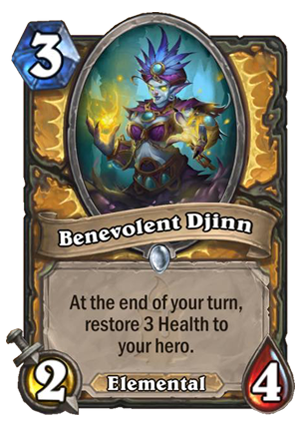 3
Benevolent Djinn
At the end of your turn,
restore 3 Health to
your hero.
2
Elemental
4